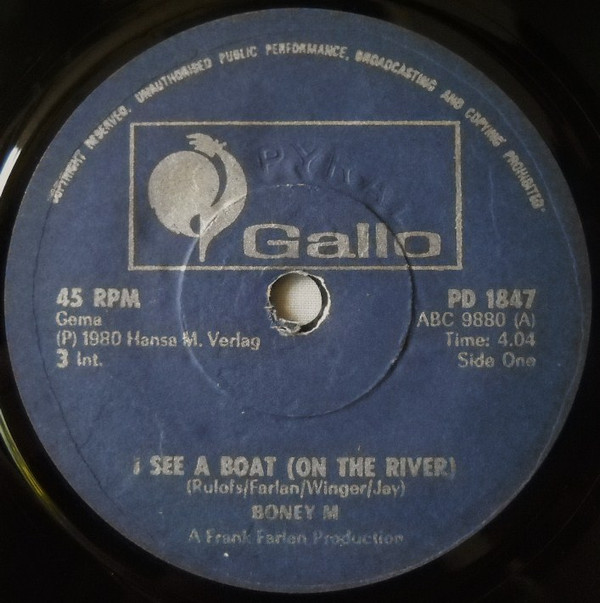 COPYRIGHT RESERVED. UNAUTHORISED PUBLIC PERFORMANCE, BROADCASTING AND COPYING PROHIBITED
Gallo
45 RPM
Gema
(P) 1980 Hansa M. Verlag
3 Int.
PD 1847
ABC 9880 (A)
Time: 4.04
Side One
I SEE A BOAT (ON THE RIVER)
(Rulofs/Farlan/Winger/Jay)
BONEY M
A Frank Farlan Production